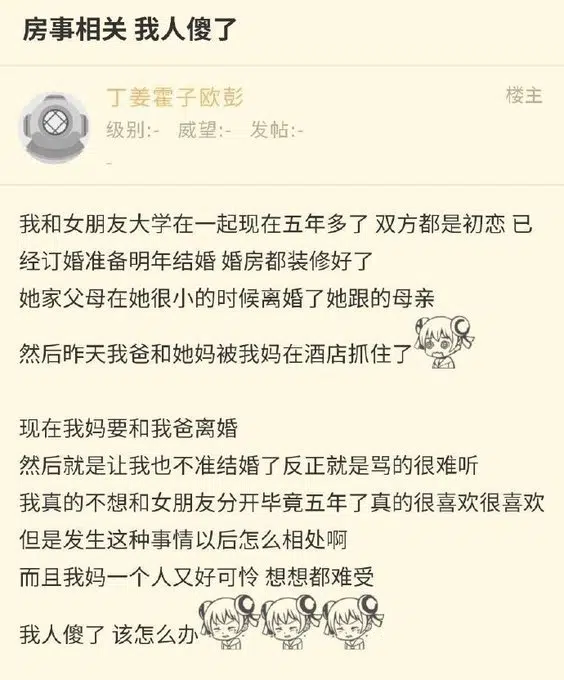 房事相关 我人傻了
丁姜霍子欧彭
楼主
级别:- 威望:- 发帖:-
-
我和女朋友大学在一起现在五年多了 双方都是初恋 已
经订婚准备明年结婚 婚房都装修好了
她家父母在她很小的时候离婚了她跟的母亲
然后昨天我爸和她妈被我妈在酒店抓住了
现在我妈要和我爸离婚
然后就是让我也不准结婚了反正就是骂的很难听
我真的不想和女朋友分开毕竟五年了真的很喜欢很喜欢
但是发生这种事情以后怎么相处啊
而且我妈一个人又好可怜 想想都难受
我人傻了 该怎么办